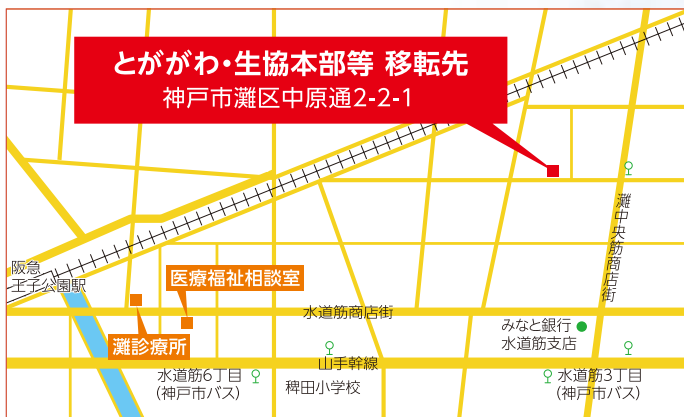 とががわ・生協本部等 移転先
神戸市灘区中原通2-2-1
灘中央筋商店街
阪急
王子公園駅
医療福祉相談室
水道筋商店街
みなと銀行
水道筋支店
灘診療所
山手幹線
水道筋6丁目
(神戸市バス)
稗田小学校
水道筋3丁目
(神戸市バス)